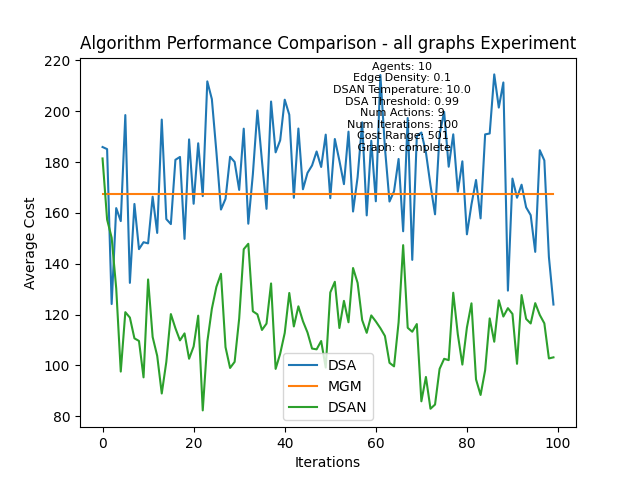 Algorithm Performance Comparison - all graphs Experiment
Agents: 10
Edge Density: 0.1
DSAN Temperature: 10.0
DSA Threshold: 0.99
Num Actions: 9
Num Iterations: 100
Cost Range: 501
Graph: complete
220
200
180
160
140
120
100
80
Average Cost
DSA
MGM
DSAN
0
20
40
60
80
100
Iterations